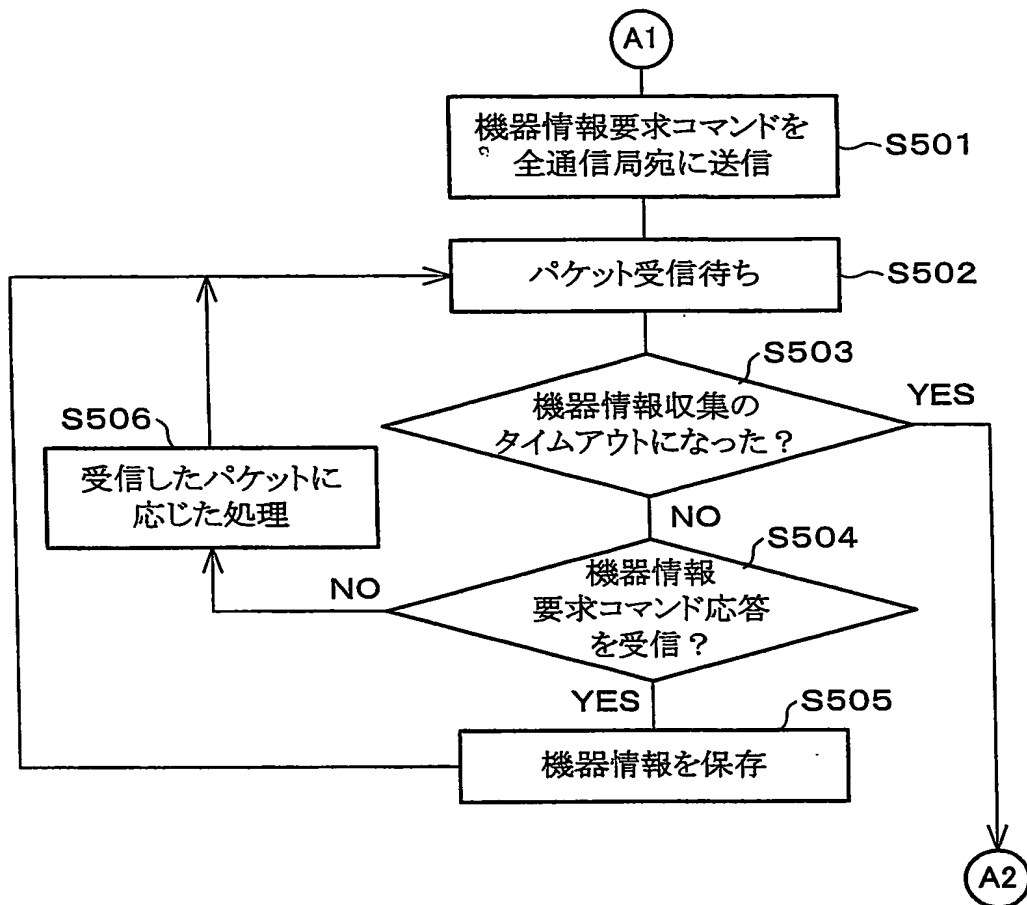 A1
機器情報要求コマンドを
全通信局宛に送信
S501
パケット受信待ち
S502
S503
機器情報収集の
タイムアウトになった？
YES
S506
受信したパケットに
応じた処理
NO
S504
機器情報
要求コマンド応答
を受信？
NO
YES
S505
機器情報を保存
A2